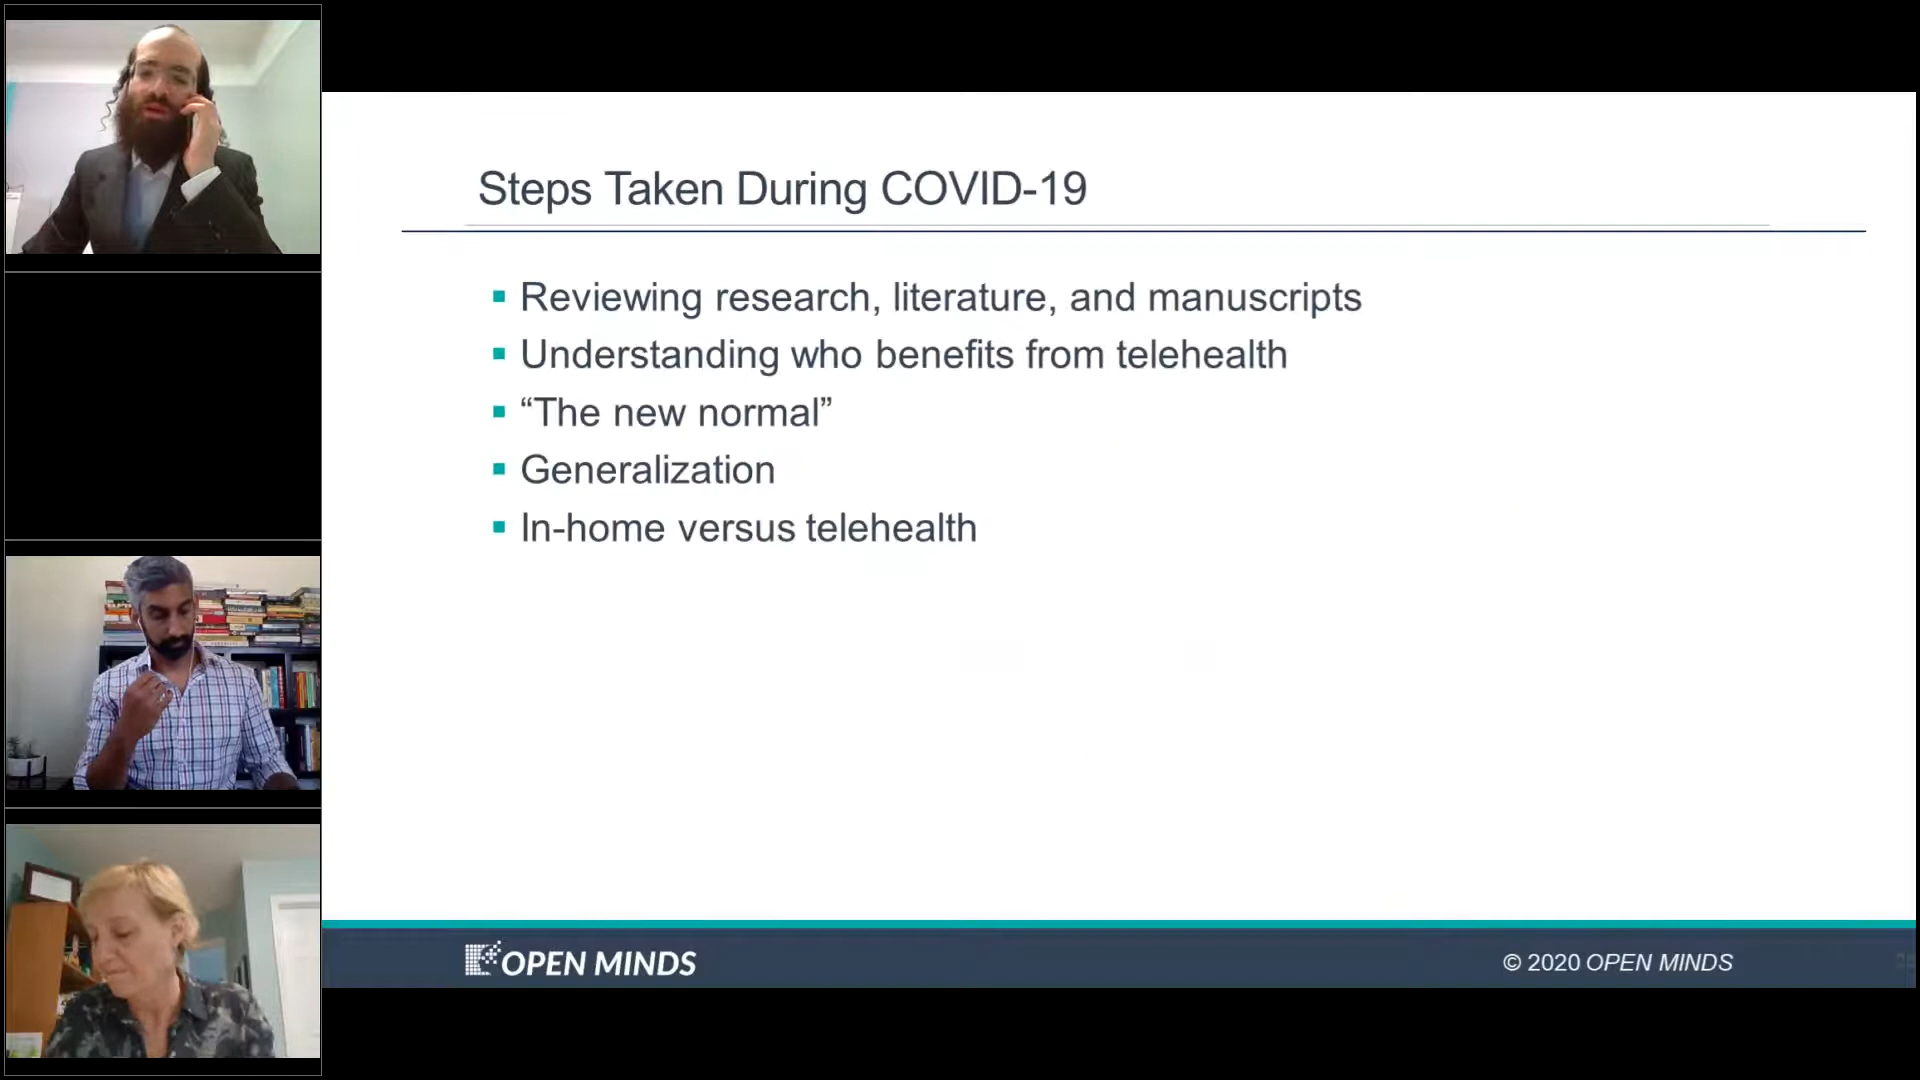 Steps Taken During COVID-19
Reviewing research, literature, and manuscripts
Understanding who benefits from telehealth
“The new normal”
Generalization
In-home versus telehealth
OPEN MINDS
© 2020 OPEN MINDS